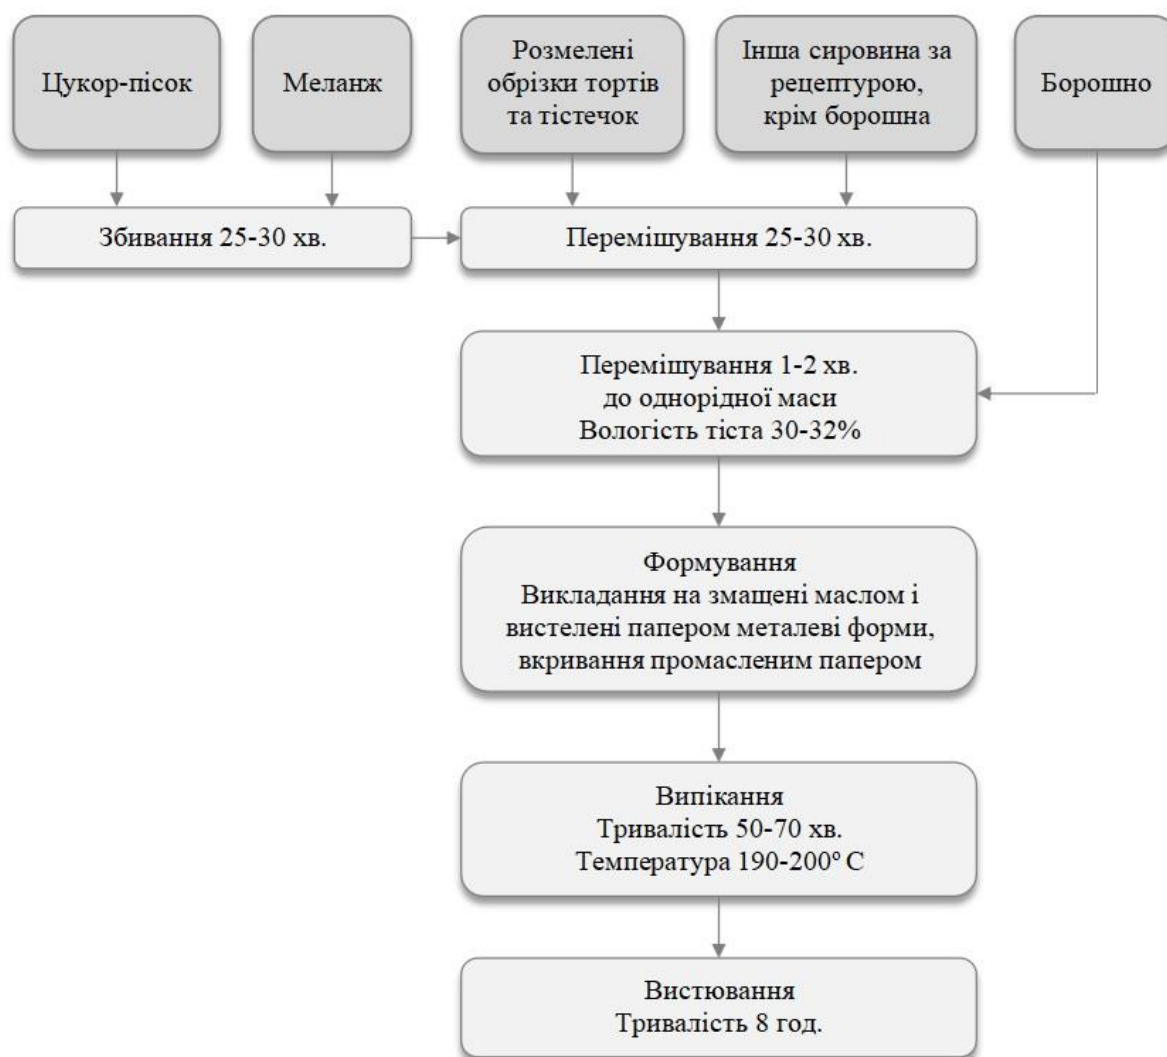 Цукор-пісок
Меланж
Розмелені
обрізки тортів
та тістечок
Інша сировина за
рецептурою,
крім борошна
Борошно
Збивання 25-30 хв.
Перемішування 25-30 хв.
Перемішування 1-2 хв.
до однорідної маси
Вологість тіста 30-32%
Формування
Викладання на змащені маслом і
вистелені папером металеві форми,
вкривання промасленим папером
Випікання
Тривалість 50-70 хв.
Температура 190-200º С
Вистювання
Тривалість 8 год.